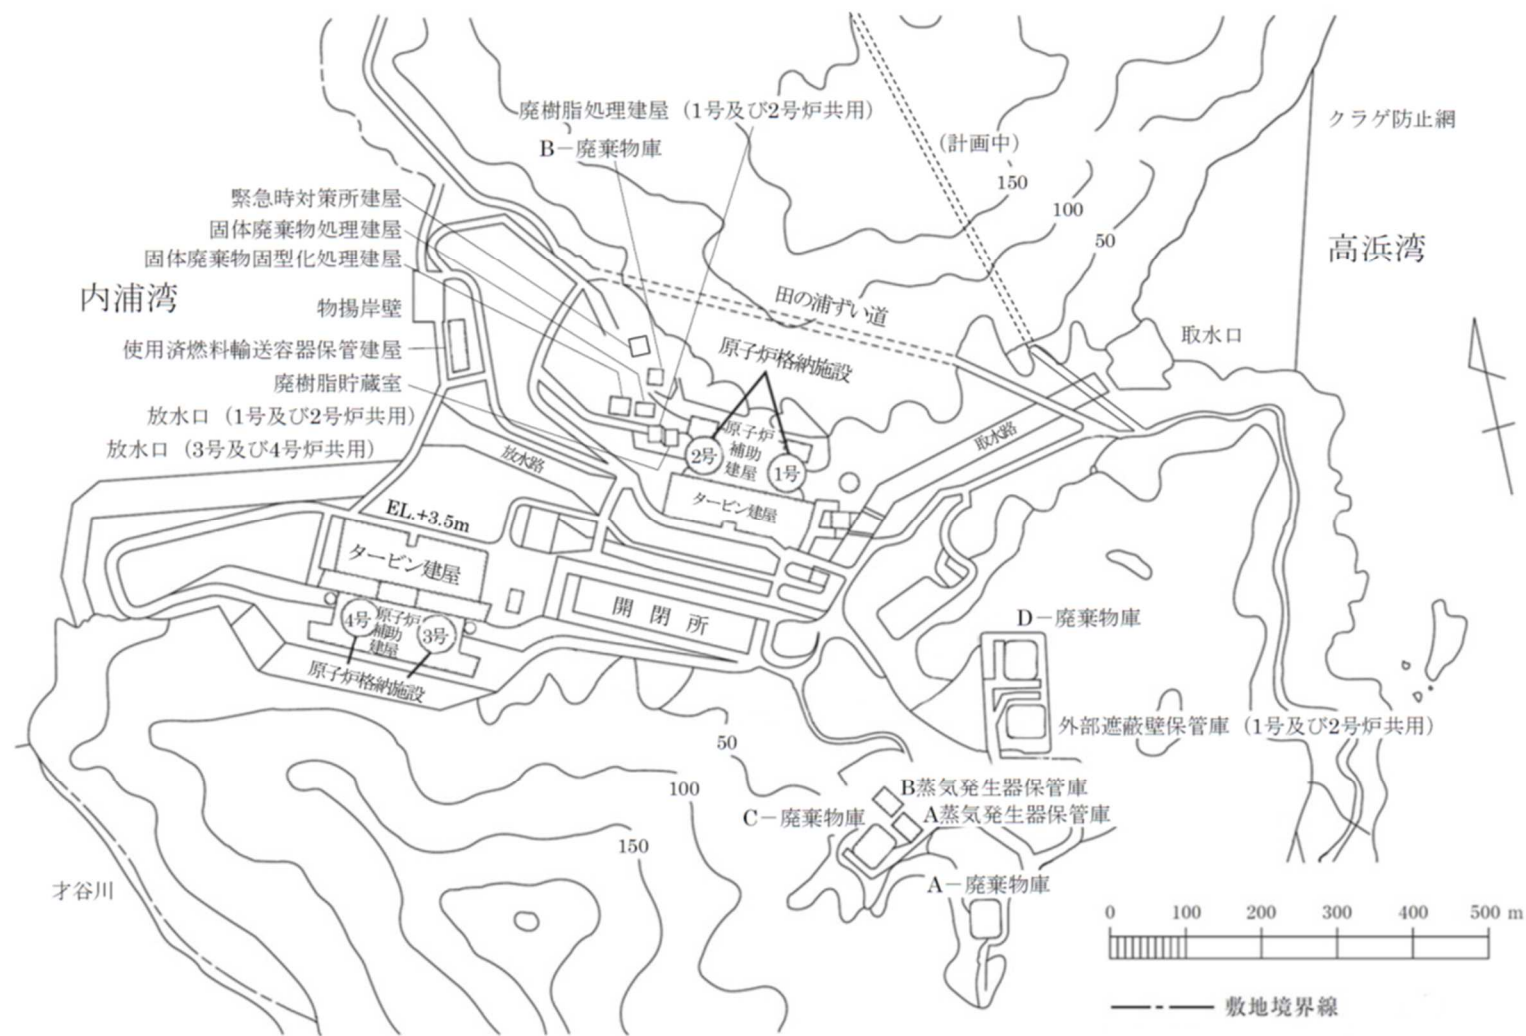 廃樹脂処理建屋（1号及び2号炉共用）
B－廃棄物庫
クラゲ防止網
（計画中）
150
100
50
緊急時対策所建屋
固体廃棄物処理建屋
固体廃棄物固型化処理建屋
高浜湾
内浦湾
物揚岸壁
田の浦ずい道
取水口
使用済燃料輸送容器保管建屋
原子炉格納施設
廃樹脂貯蔵室
放水口（1号及び2号炉共用）
放水口（3号及び4号炉共用）
放水路
取水路
原子炉
補助
建屋
2号
1号
タービン建屋
EL.+3.5m
タービン建屋
開閉所
4号
原子炉
補助
建屋
3号
原子炉格納施設
D－廃棄物庫
外部遮蔽壁保管庫（1号及び2号炉共用）
50
100
150
B蒸気発生器保管庫
A蒸気発生器保管庫
C－廃棄物庫
A－廃棄物庫
才谷川
0 100 200 300 400 500 m
敷地境界線